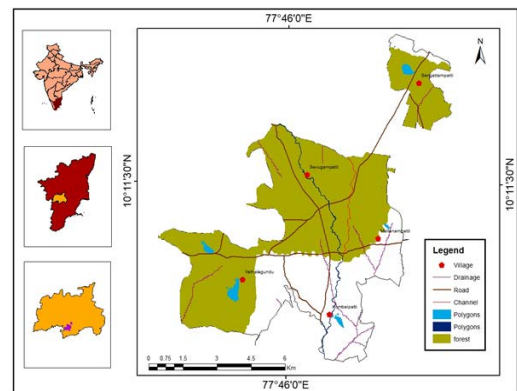 77°46'0"E
N
10°11'30"N
10°11'30"N
Sevugampatti
Legend
Village
Drainage
Road
Channel
Polygons
Polygons
forest
0 0.75 1.5 3 4.5 6
Km
77°46'0"E